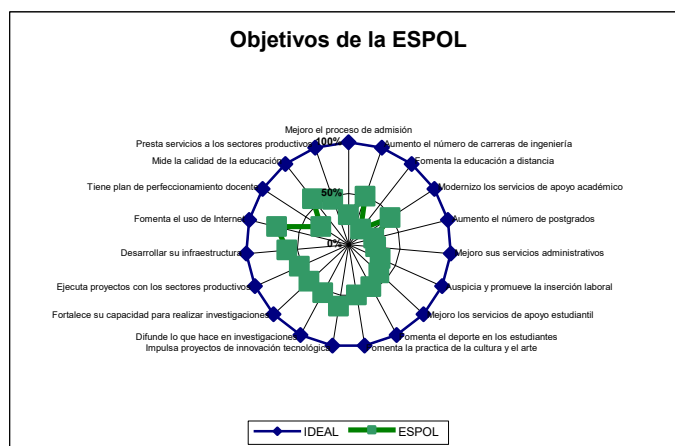 Objetivos de la ESPOL
Mejoro el proceso de admisión
100%
Presta servicios a los sectores productivos
Aumento el número de carreras de ingeniería
Mide la calidad de la educación
Fomenta la educación a distancia
Tiene plan de perfeccionamiento docente
50%
Modernizo los servicios de apoyo académico
Fomenta el uso de Internet
Aumento el número de postgrados
0%
Desarrollar su infraestructura
Mejoro sus servicios administrativos
Ejecuta proyectos con los sectores productivos
Auspicia y promueve la inserción laboral
Fortalece su capacidad para realizar investigaciones
Mejoro los servicios de apoyo estudiantil
Difunde lo que hace en investigaciones
Fomenta el deporte en los estudiantes
Impulsa proyectos de innovación tecnológica
Fomenta la practica de la cultura y el arte
IDEAL
ESPOL